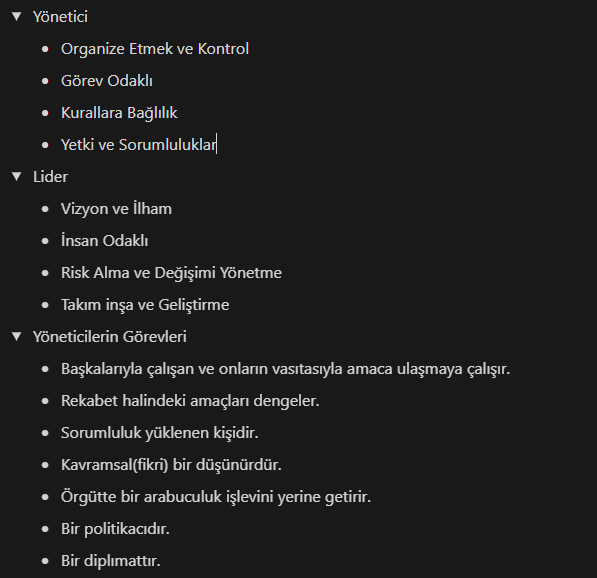 Yönetici
Organize Etmek ve Kontrol
Görev Odaklı
Kurallara Bağlılık
Yetki ve Sorumluluklar
Lider
Vizyon ve İlham
İnsan Odaklı
Risk Alma ve Değişimi Yönetme
Takım inşa ve Geliştirme
Yöneticilerin Görevleri
Başkalarıyla çalışan ve onların vasıtasıyla amaca ulaşmaya çalışır.
Rekabet halindeki amaçları dengeler.
Sorumluluk yüklenen kişidir.
Kavramsal(fikri) bir düşünürdür.
Örgütte bir arabuculuk işlevini yerine getirir.
Bir politikacıdır.
Bir diplımattır.